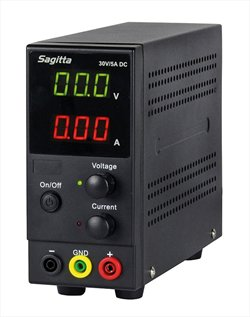 Sagitta
30V/5A DC
00.0 V
0.00 A
Voltage
On/Off
Current
− GND +